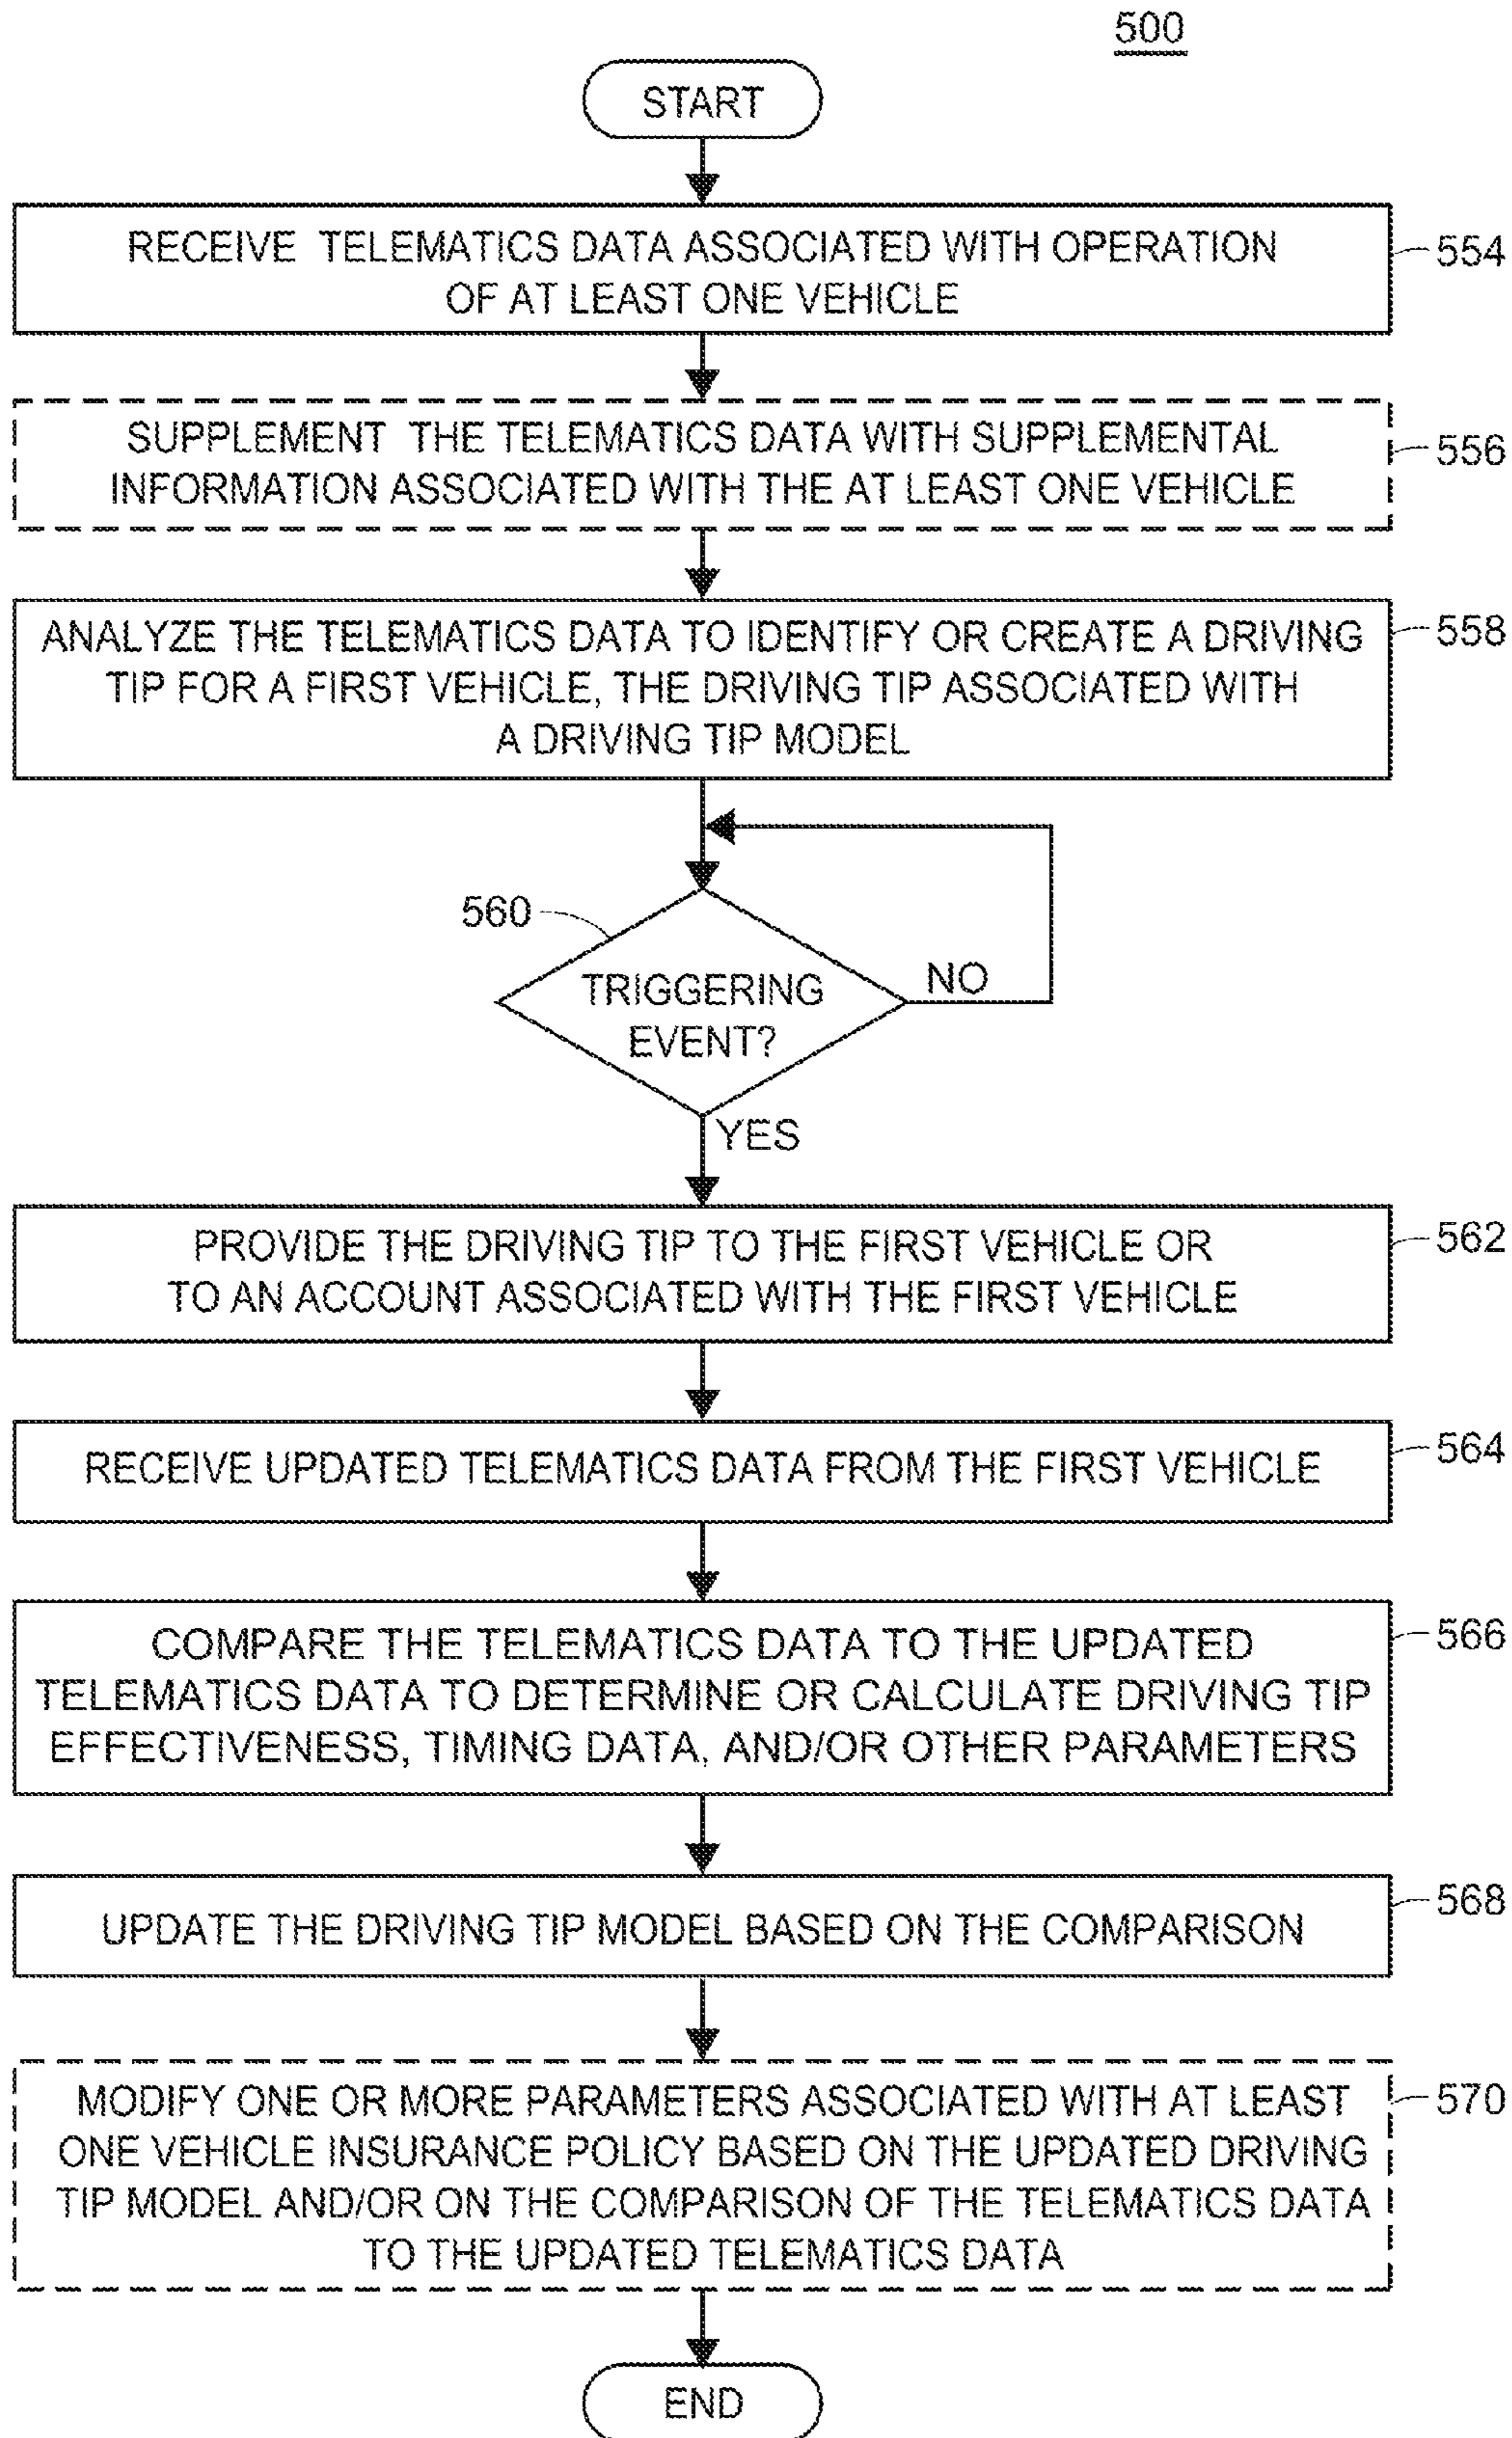 500
START
RECEIVE TELEMATICS DATA ASSOCIATED WITH OPERATION
OF AT LEAST ONE VEHICLE
554
SUPPLEMENT THE TELEMATICS DATA WITH SUPPLEMENTAL
INFORMATION ASSOCIATED WITH THE AT LEAST ONE VEHICLE
556
ANALYZE THE TELEMATICS DATA TO IDENTIFY OR CREATE A DRIVING
TIP FOR A FIRST VEHICLE, THE DRIVING TIP ASSOCIATED WITH
A DRIVING TIP MODEL
558
560
TRIGGERING
EVENT?
NO
YES
PROVIDE THE DRIVING TIP TO THE FIRST VEHICLE OR
TO AN ACCOUNT ASSOCIATED WITH THE FIRST VEHICLE
562
RECEIVE UPDATED TELEMATICS DATA FROM THE FIRST VEHICLE
564
COMPARE THE TELEMATICS DATA TO THE UPDATED
TELEMATICS DATA TO DETERMINE OR CALCULATE DRIVING TIP
EFFECTIVENESS, TIMING DATA, AND/OR OTHER PARAMETERS
566
UPDATE THE DRIVING TIP MODEL BASED ON THE COMPARISON
568
MODIFY ONE OR MORE PARAMETERS ASSOCIATED WITH AT LEAST
ONE VEHICLE INSURANCE POLICY BASED ON THE UPDATED DRIVING
TIP MODEL AND/OR ON THE COMPARISON OF THE TELEMATICS DATA
TO THE UPDATED TELEMATICS DATA
570
END